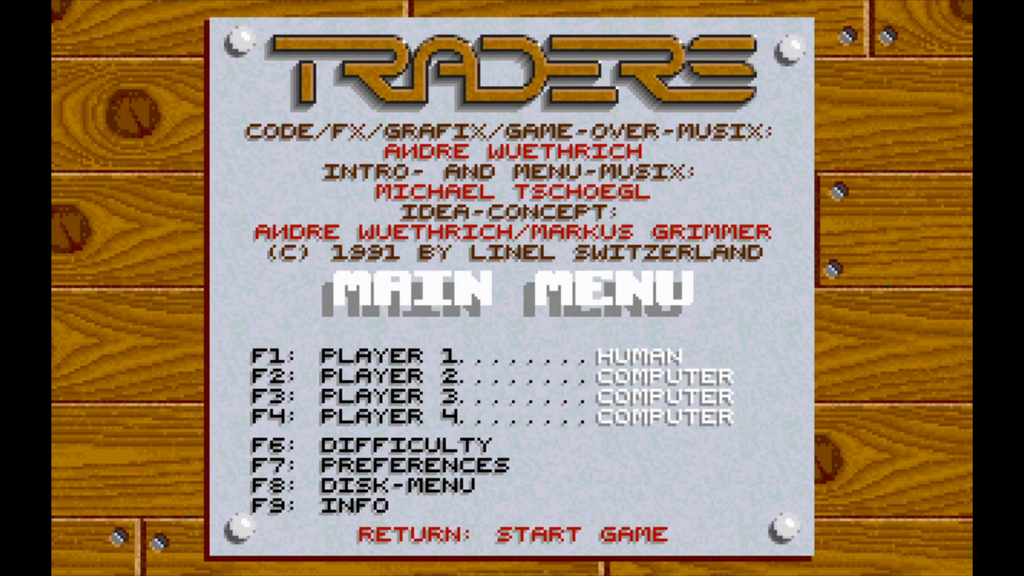 TRADERS
CODE/FX/GRAFIX/GAME-OVER-MUSIX:
ANDRE WUETHRICH
INTRO- AND MENU-MUSIX:
MICHAEL TSCHOEGL
IDEA-CONCEPT:
ANDRE WUETHRICH/MARKUS GRIMMER
(C) 1991 BY LINEL SWITZERLAND
MAIN MENU
F1: PLAYER 1........HUMAN
F2: PLAYER 2........COMPUTER
F3: PLAYER 3........COMPUTER
F4: PLAYER 4........COMPUTER
F6: DIFFICULTY
F7: PREFERENCES
F8: DISK-MENU
F9: INFO
RETURN: START GAME